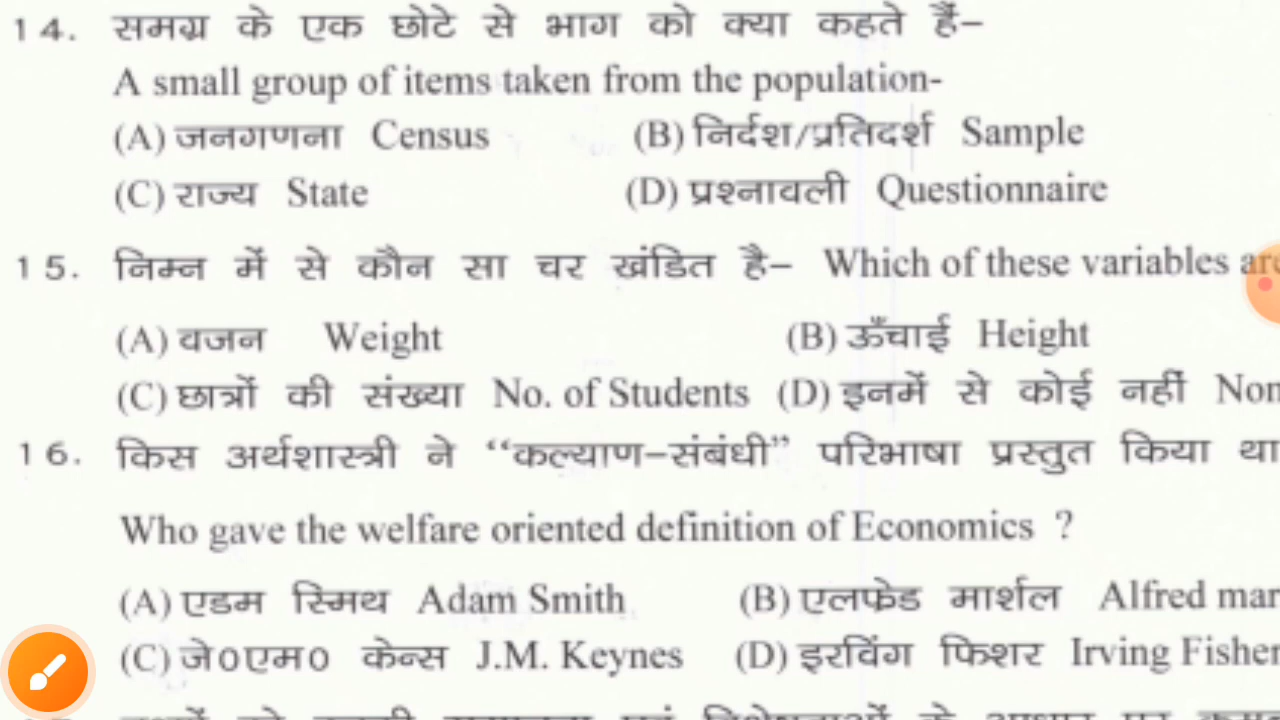 14. समग्र के एक छोटे से भाग को क्या कहते हैं–
A small group of items taken from the population-
(A) जनगणना Census (B) निर्दश/प्रतिदर्श Sample
(C) राज्य State (D) प्रश्नावली Questionnaire
15. निम्न में से कौन सा चर खंडित है– Which of these variables are
(A) वजन Weight (B) ऊँचाई Height
(C) छात्रों की संख्या No. of Students (D) इनमें से कोई नहीं Non
16. किस अर्थशास्त्री ने “कल्याण–संबंधी” परिभाषा प्रस्तुत किया था
Who gave the welfare oriented definition of Economics ?
(A) एडम स्मिथ Adam Smith (B) एलफ्रेड मार्शल Alfred mar
(C) जे0एम0 केन्स J.M. Keynes (D) इरविंग फिशर Irving Fisher